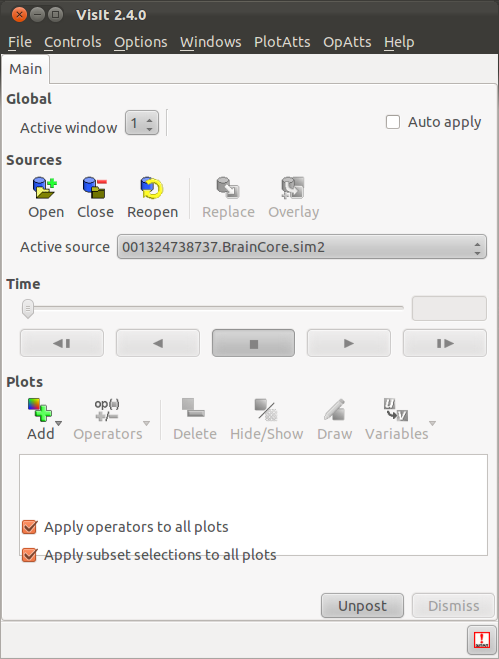 VisIt 2.4.0
File Controls Options Windows PlotAtts OpAtts Help
Main
Global
Active window 1 Auto apply
Sources
Open Close Reopen Replace Overlay
Active source 001324738737.BrainCore.sim2
Time
Plots
op(=)
+/-
U
V
Add Operators Delete Hide/Show Draw Variables
Apply operators to all plots
Apply subset selections to all plots
Unpost Dismiss